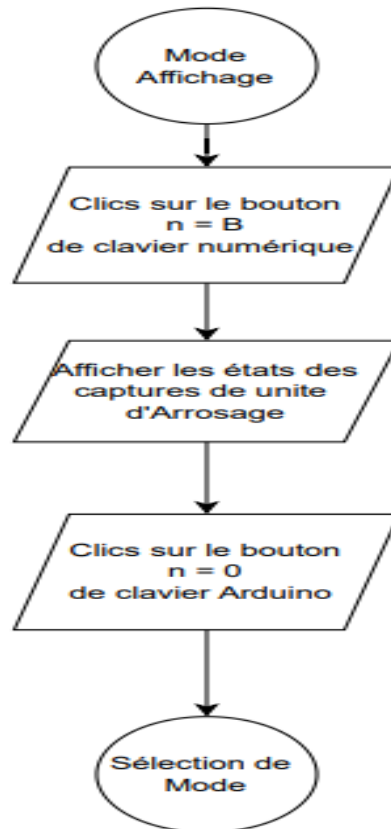 Mode
Affichage
Clics sur le bouton
n = B
de clavier numérique
Afficher les états des
captures de unite
d'Arrosage
Clics sur le bouton
n = 0
de clavier Arduino
Sélection de
Mode